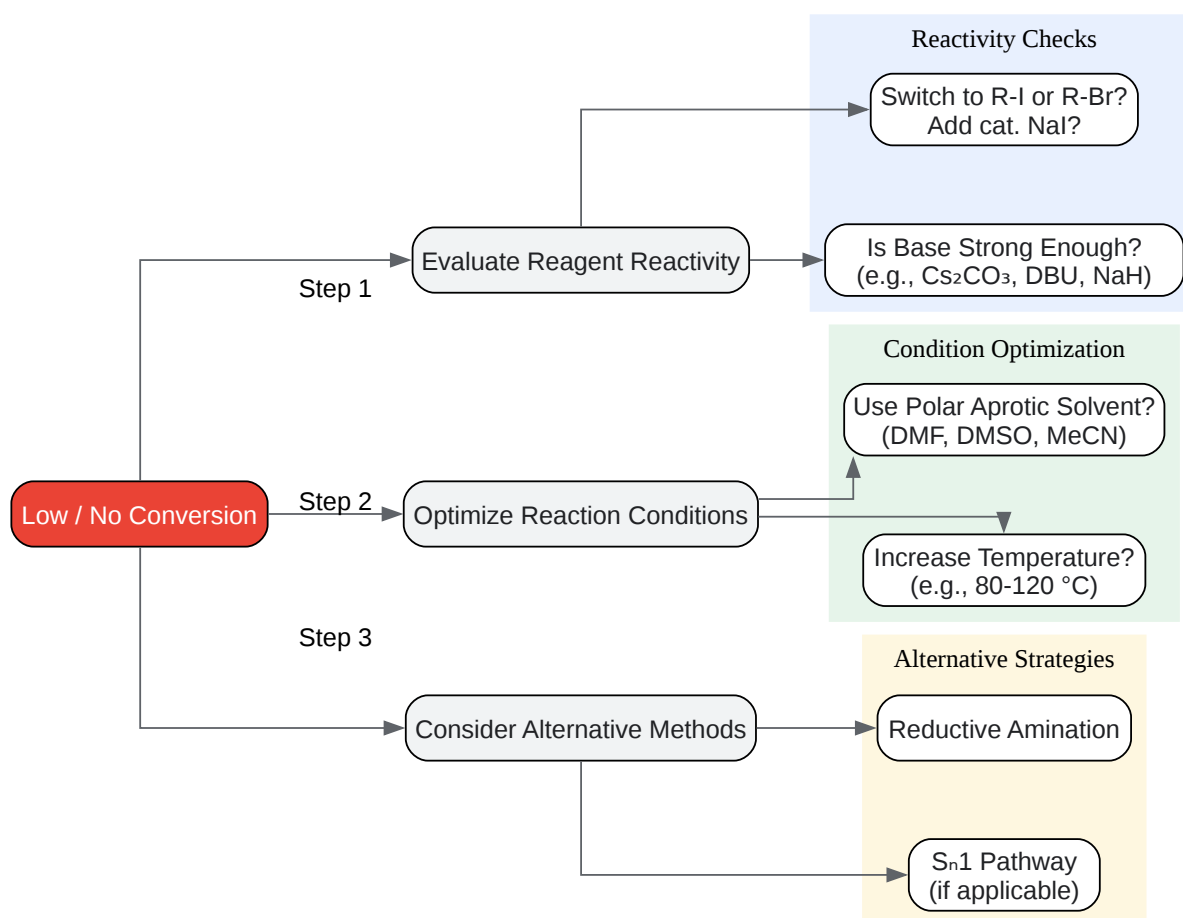 Reactivity Checks
Switch to R-I or R-Br?
Add cat. NaI?
Evaluate Reagent Reactivity
Is Base Strong Enough?
(e.g., Cs₂CO₃, DBU, NaH)
Step 1
Condition Optimization
Use Polar Aprotic Solvent?
(DMF, DMSO, MeCN)
Low / No Conversion
Step 2
Optimize Reaction Conditions
Increase Temperature?
(e.g., 80-120 °C)
Step 3
Alternative Strategies
Consider Alternative Methods
Reductive Amination
Sₙ1 Pathway
(if applicable)